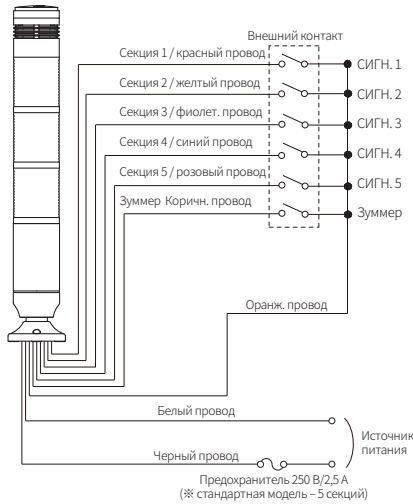 Внешний контакт
Секция 1 / красный провод
СИГН. 1
Секция 2 / желтый провод
СИГН. 2
Секция 3 / фиолет. провод
СИГН. 3
Секция 4 / синий провод
СИГН. 4
Секция 5 / розовый провод
СИГН. 5
Зуммер Коричн. провод
Зуммер
Оранж. провод
Белый провод
Источник
питания
Черный провод
Предохранитель 250 В/2,5 А
(※ стандартная модель – 5 секций)